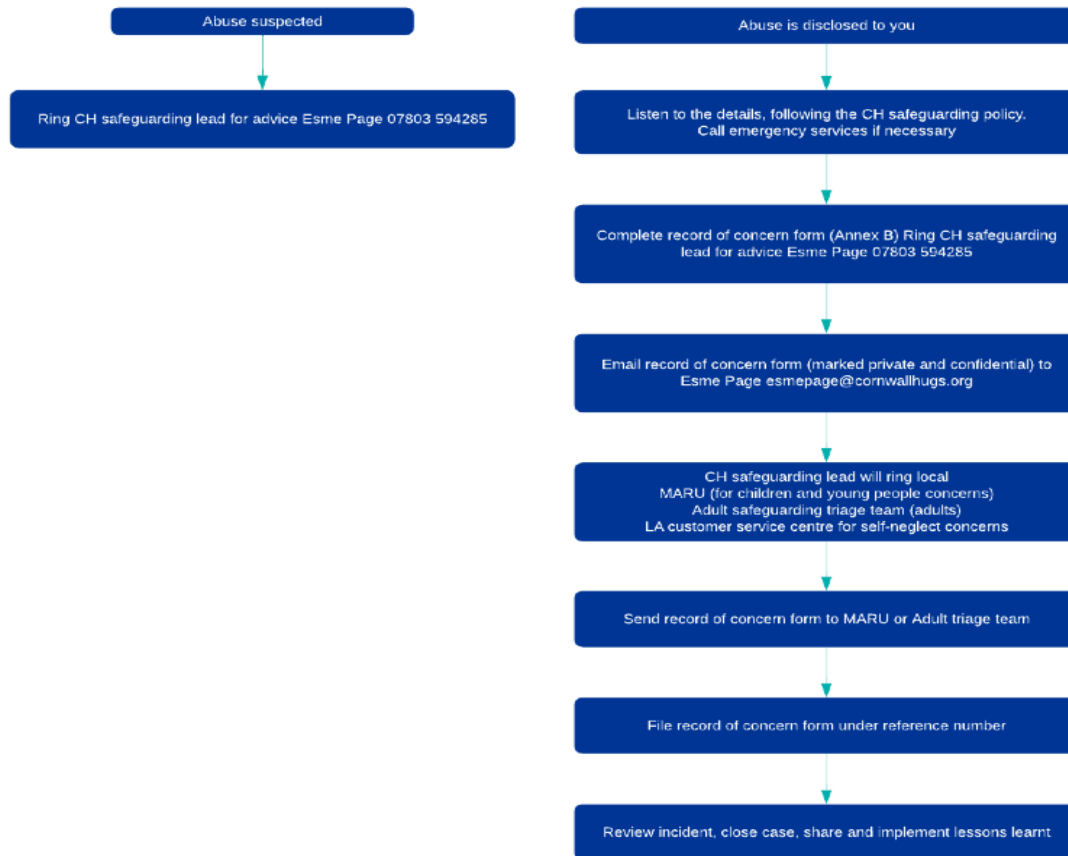 Abuse suspected
Ring CH safeguarding lead for advice Esme Page 07803 594285
Abuse is disclosed to you
Listen to the details, following the CH safeguarding policy.
Call emergency services if necessary
Complete record of concern form (Annex B) Ring CH safeguarding
lead for advice Esme Page 07803 594285
Email record of concern form (marked private and confidential) to
Esme Page esmepage@cornwallhugs.org
CH safeguarding lead will ring local
MARU (for children and young people concerns)
Adult safeguarding triage team (adults)
LA customer service centre for self-neglect concerns
Send record of concern form to MARU or Adult triage team
File record of concern form under reference number
Review incident, close case, share and implement lessons learnt